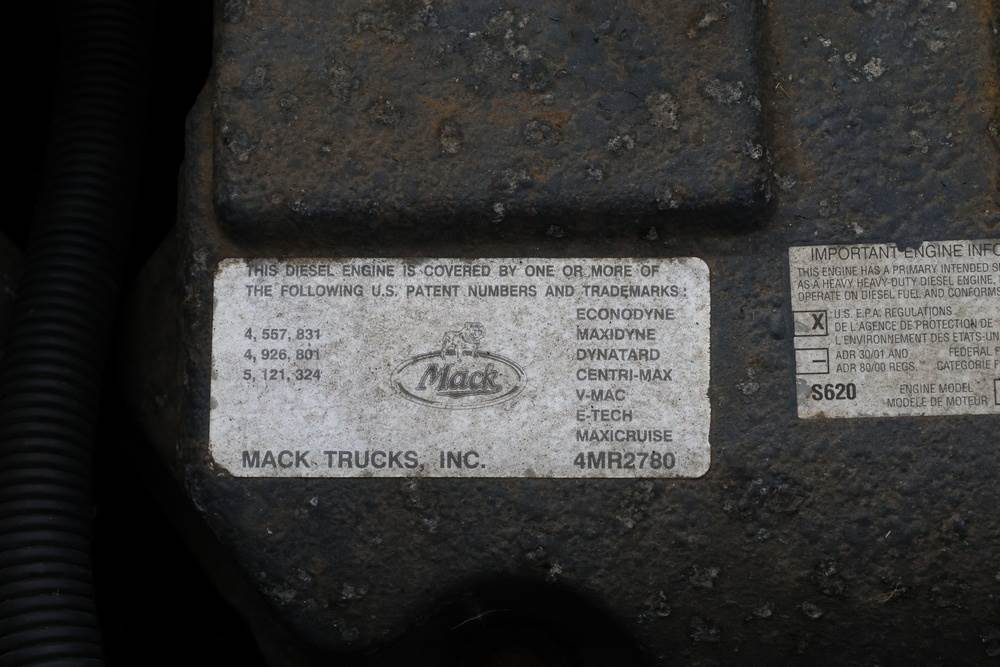 THIS DIESEL ENGINE IS COVERED BY ONE OR MORE OF
THE FOLLOWING U.S. PATENT NUMBERS AND TRADEMARKS:
ECONODYNE
4, 557, 831
MAXIDYNE
4, 926, 801
DYNATARD
5, 121, 324
CENTRI-MAX
Mack
V-MAC
E-TECH
MAXICRUISE
MACK TRUCKS, INC.
4MR2780
IMPORTANT ENGINE INFO
THIS ENGINE HAS A PRIMARY INTENDED
AS A HEAVY HEAVY-DUTY DIESEL ENGINE,
OPERATE ON DIESEL FUEL AND CONFORMS
X
U.S. E.P.A. REGULATIONS
DE L'AGENCE DE PROTECTION DE
L ENVIRONNEMENT DES ETATS-UN
ADR 30/01 AND
FEDERAL
ADR 80/00 REGS.
CATEGORIE
S620
ENGINE MODEL
MODELE DE MOTEUR